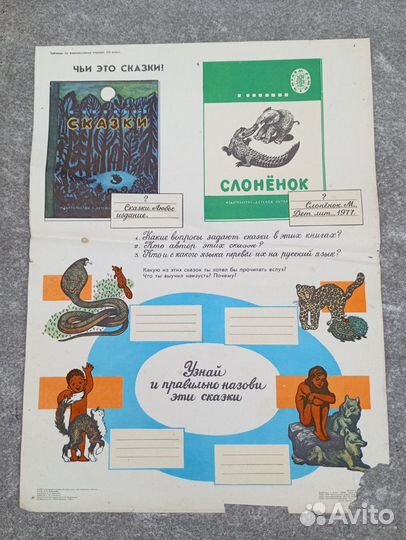 Таблицы по внеклассному чтению. III класс.
ЧЬИ ЭТО СКАЗКИ?
СКАЗКИ
СЛОНЁНОК
?
Сказки. Любое
издание.
?
Слонёнок. М.,
Дет. лит., 1977.
1. Какие вопросы задают сказки в этих книгах?
2. Кто автор этих сказок?
3. Кто и с какого языка перевёл их на русский язык?
Какую из этих сказок ты хотел бы прочитать вслух?
Что ты выучил наизусть? Почему?
Узнай
и правильно назови
эти сказки
Avito